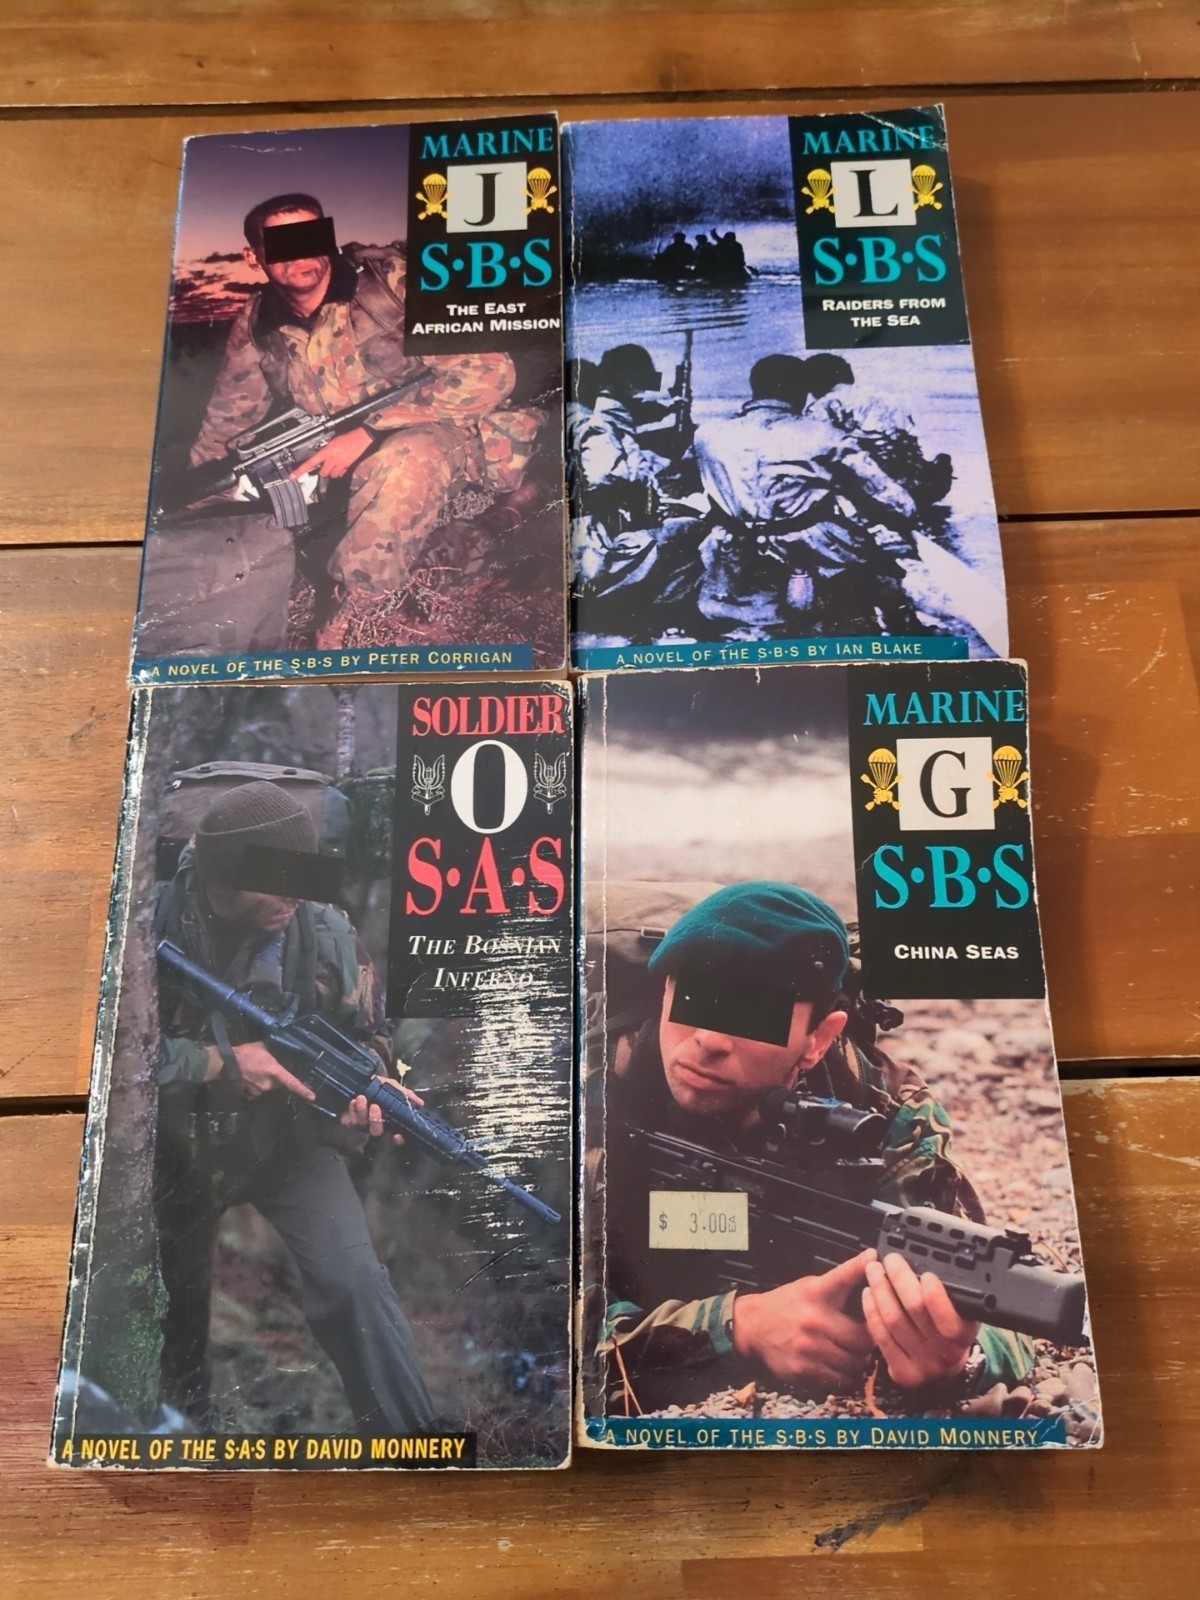 MARINE
J
S·B·S
THE EAST
AFRICAN MISSION
A NOVEL OF THE S·B·S BY PETER CORRIGAN
MARINE
L
S·B·S
RAIDERS FROM
THE SEA
A NOVEL OF THE S·B·S BY IAN BLAKE
SOLDIER
O
S·A·S
THE BOSNIAN
INFERNO
A NOVEL OF THE S·A·S BY DAVID MONNERY
MARINE
G
S·B·S
CHINA SEAS
$ 3.00
A NOVEL OF THE S·B·S BY DAVID MONNERY